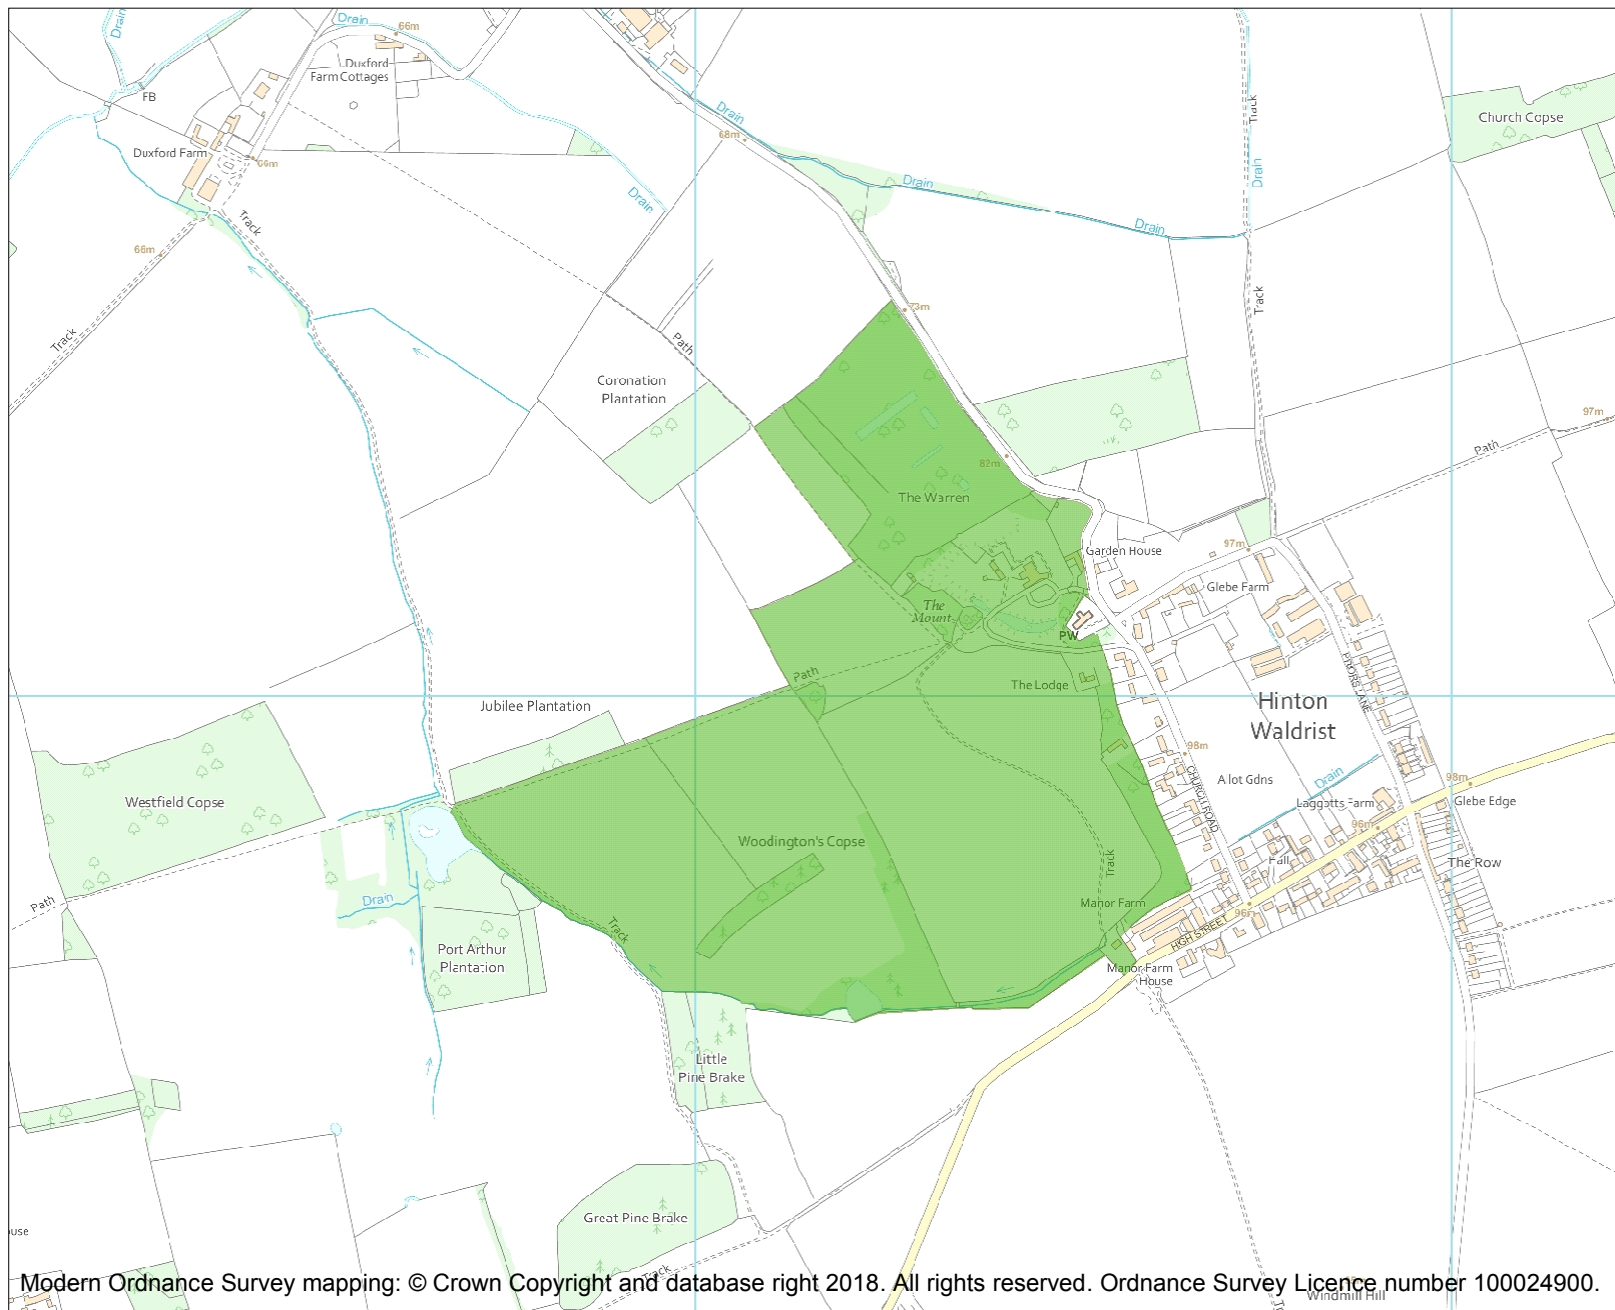 Drain
Drain
66m
Duxford
Farm Cottages
FB
Drain
68m
Track
Church Copse
Duxford Farm
66m
Drain
Drain
Drain
Track
66m
Drain
Track
73m
Track
Path
Coronation
Plantation
97m
82m
Path
The Warren
97m
Garden House
Glebe Farm
The
Mount
PW
Path
The Lodge
PRIORS LANE
Jubilee Plantation
Hinton
Waldrist
98m
Allot Gdns
Drain
98m
Westfield Copse
CHURCH ROAD
Laggotts Farm
Glebe Edge
96m
Woodington's Copse
Hall
The Row
Track
Path
Drain
Manor Farm
96m
Track
HIGH STREET
Port Arthur
Plantation
Manor Farm
House
Little
Pine Brake
Great Pine Brake
ouse
Track
Modern Ordnance Survey mapping: © Crown Copyright and database right 2018. All rights reserved. Ordnance Survey Licence number 100024900.
Windmill Hill